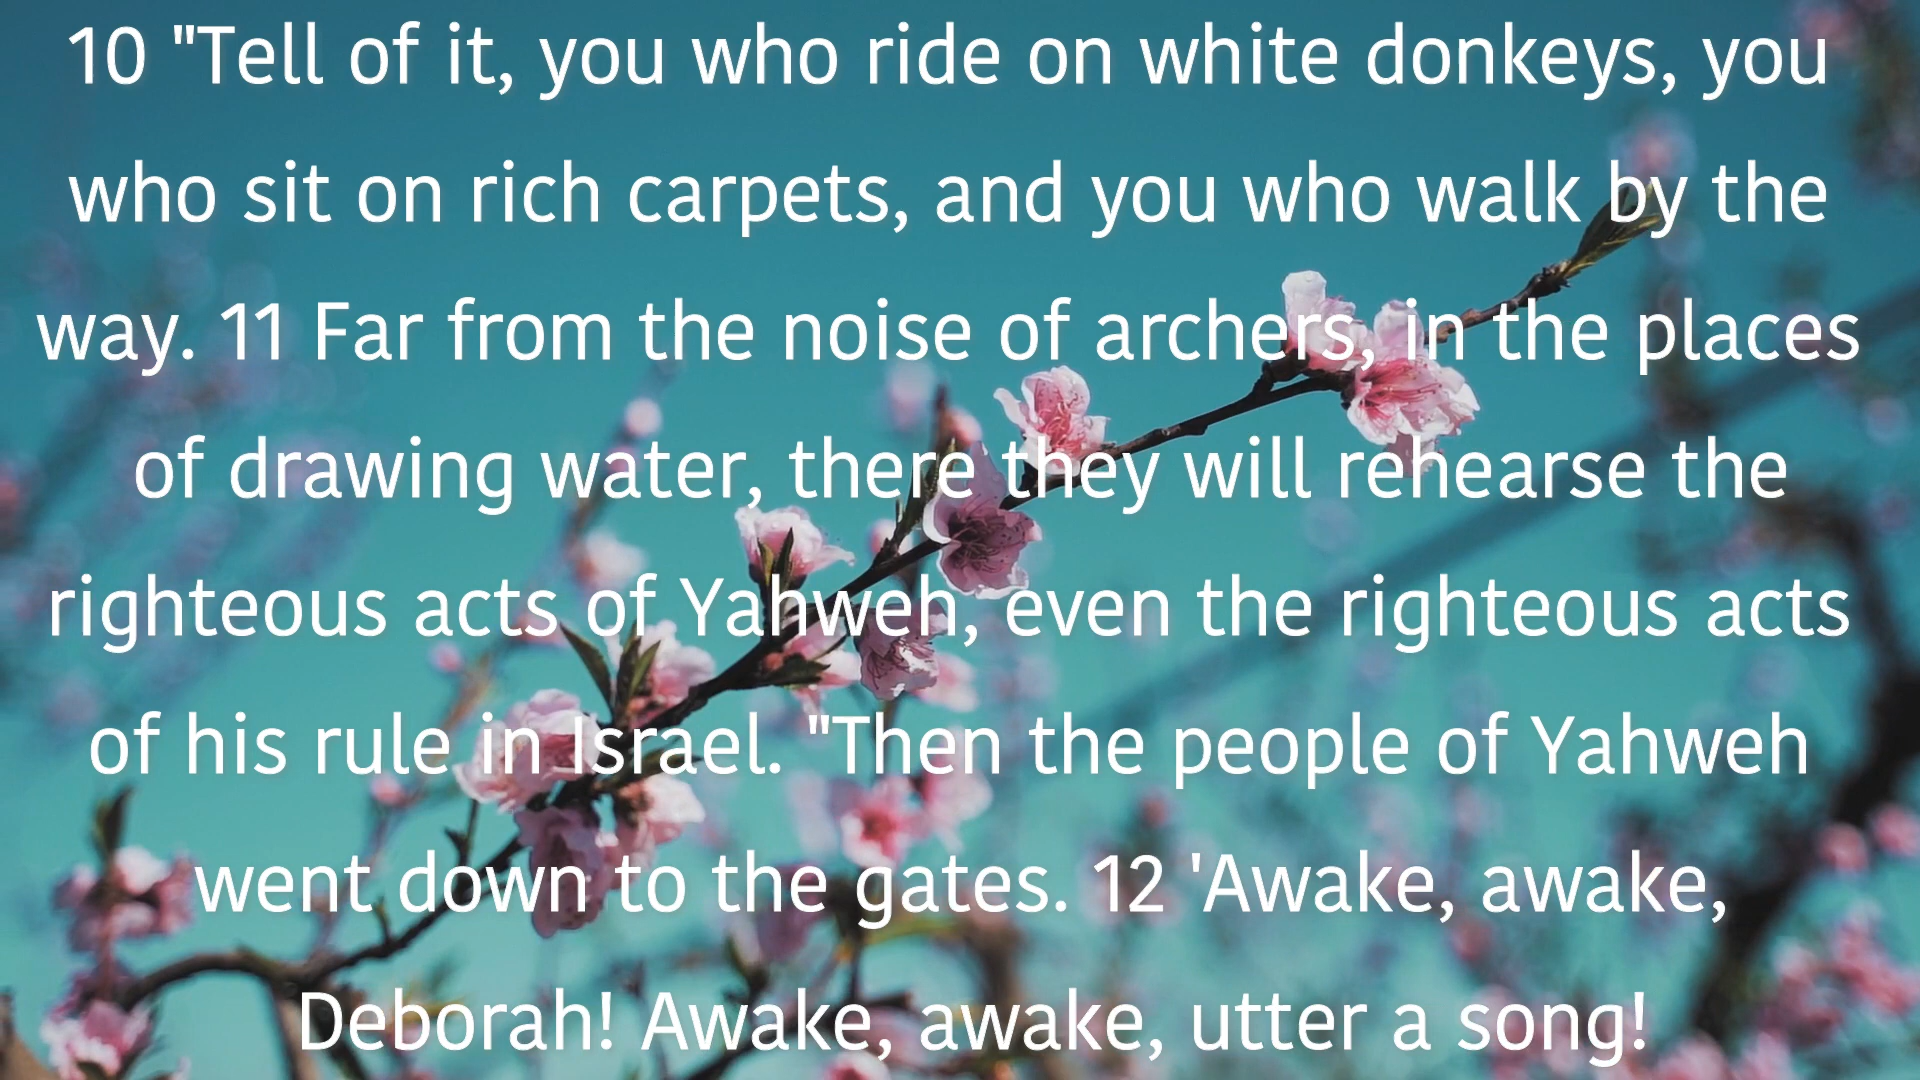 10 "Tell of it, you who ride on white donkeys, you
who sit on rich carpets, and you who walk by the
way. 11 Far from the noise of archers, in the places
of drawing water, there they will rehearse the
righteous acts of Yahweh, even the righteous acts
of his rule in Israel. "Then the people of Yahweh
went down to the gates. 12 'Awake, awake,
Deborah! Awake, awake, utter a song!